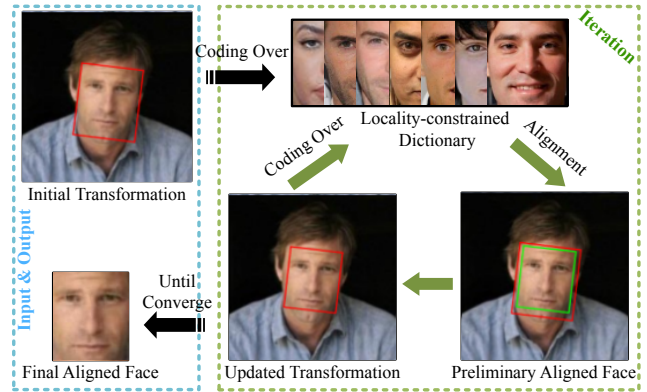 Coding Over
Iteration
Locality-constrained
Dictionary
Coding Over
Alignment
Initial Transformation
Input & Output
Until
Converge
Final Aligned Face
Updated Transformation
Preliminary Aligned Face